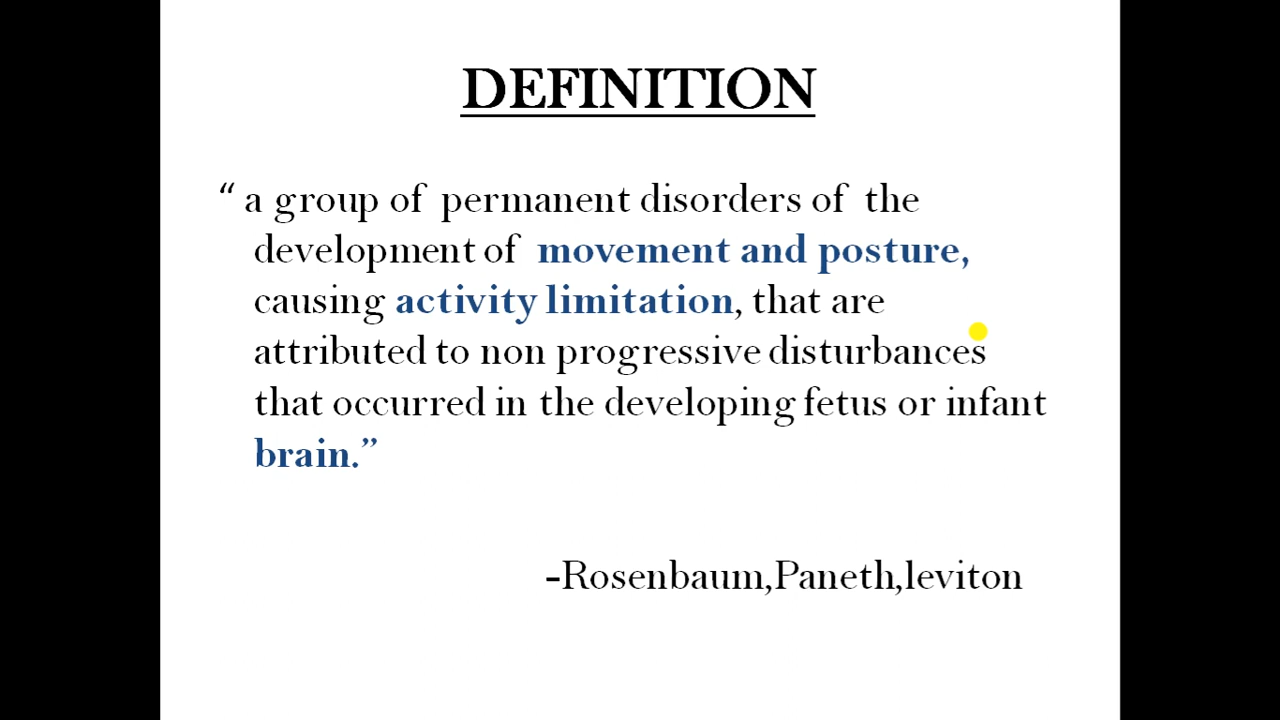 DEFINITION
“ a group of permanent disorders of the
development of movement and posture,
causing activity limitation, that are
attributed to non progressive disturbances
that occurred in the developing fetus or infant
brain.”
-Rosenbaum,Paneth,leviton